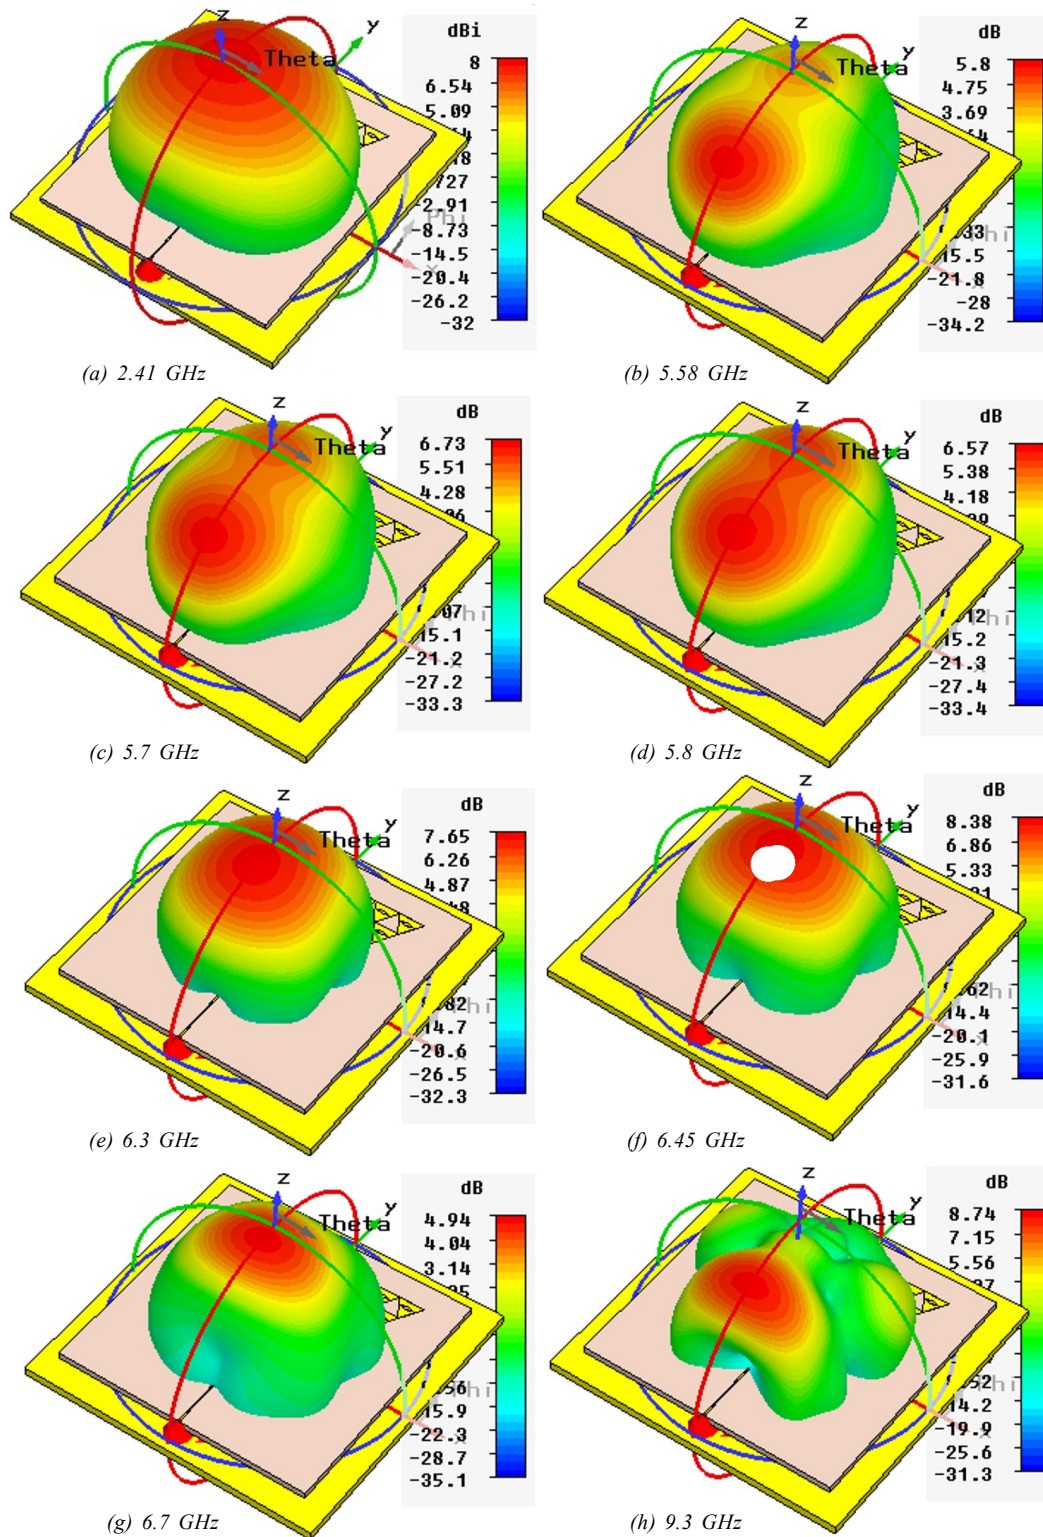 z
y
Theta
Phi
x
dBi
8
6.54
5.09
-8.73
-14.5
-20.4
-26.2
-32
(a) 2.41 GHz
z
y
Theta
dB
5.8
4.75
3.69
-15.5
-21.8
-28
-34.2
(b) 5.58 GHz
z
y
Theta
Phi
dB
6.73
5.51
4.28
-15.1
-21.2
-27.2
-33.3
(c) 5.7 GHz
z
y
Theta
dB
6.57
5.38
4.18
-15.2
-21.3
-27.4
-33.4
(d) 5.8 GHz
z
y
Theta
Phi
dB
7.65
6.26
4.87
-14.7
-20.6
-26.5
-32.3
(e) 6.3 GHz
z
y
Theta
dB
8.38
6.86
5.33
-14.4
-20.1
-25.9
-31.6
(f) 6.45 GHz
z
y
Theta
Phi
dB
4.94
4.04
3.14
-15.9
-22.3
-28.7
-35.1
(g) 6.7 GHz
z
y
Theta
dB
8.74
7.15
5.56
-14.2
-19.9
-25.6
-31.3
(h) 9.3 GHz